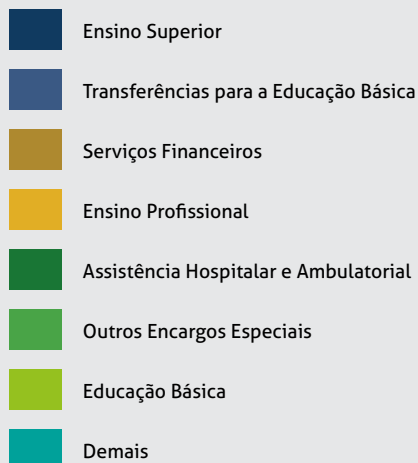 Ensino Superior
Transferências para a Educação Básica
Serviços Financeiros
Ensino Profissional
Assistência Hospitalar e Ambulatorial
Outros Encargos Especiais
Educação Básica
Demais